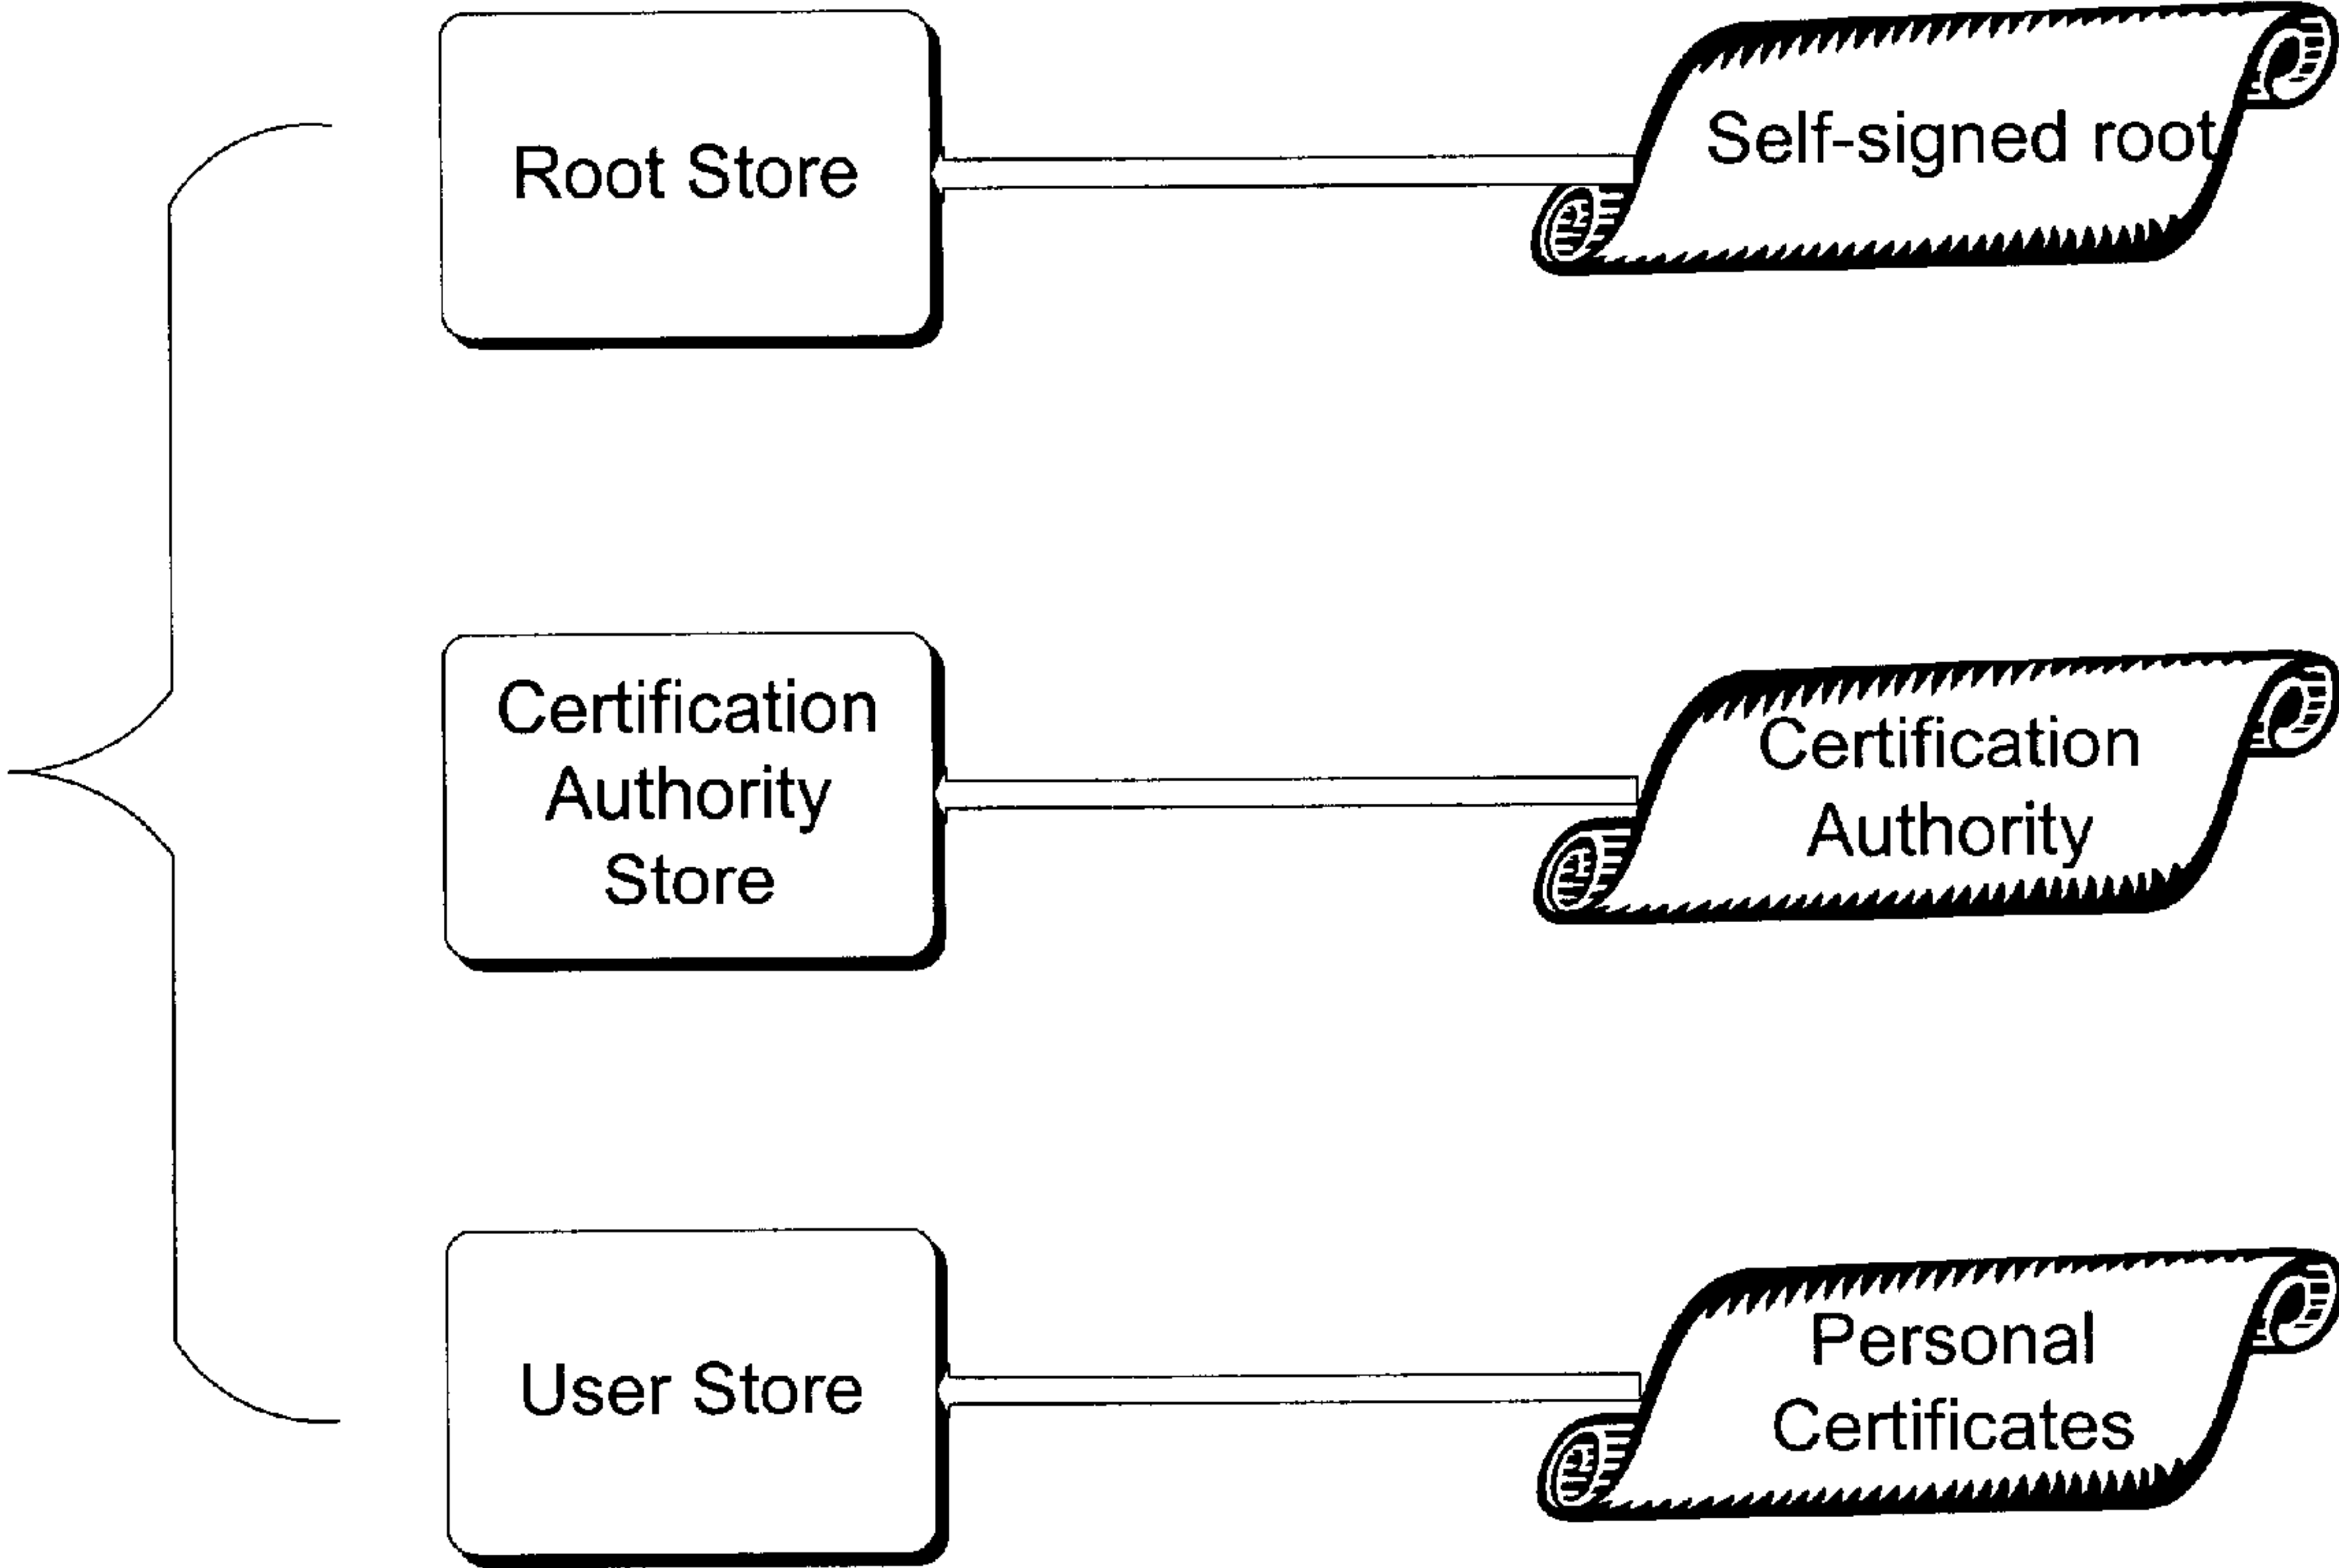 Root Store
Self-signed root
Certification
Authority
Store
Certification
Authority
User Store
Personal
Certificates